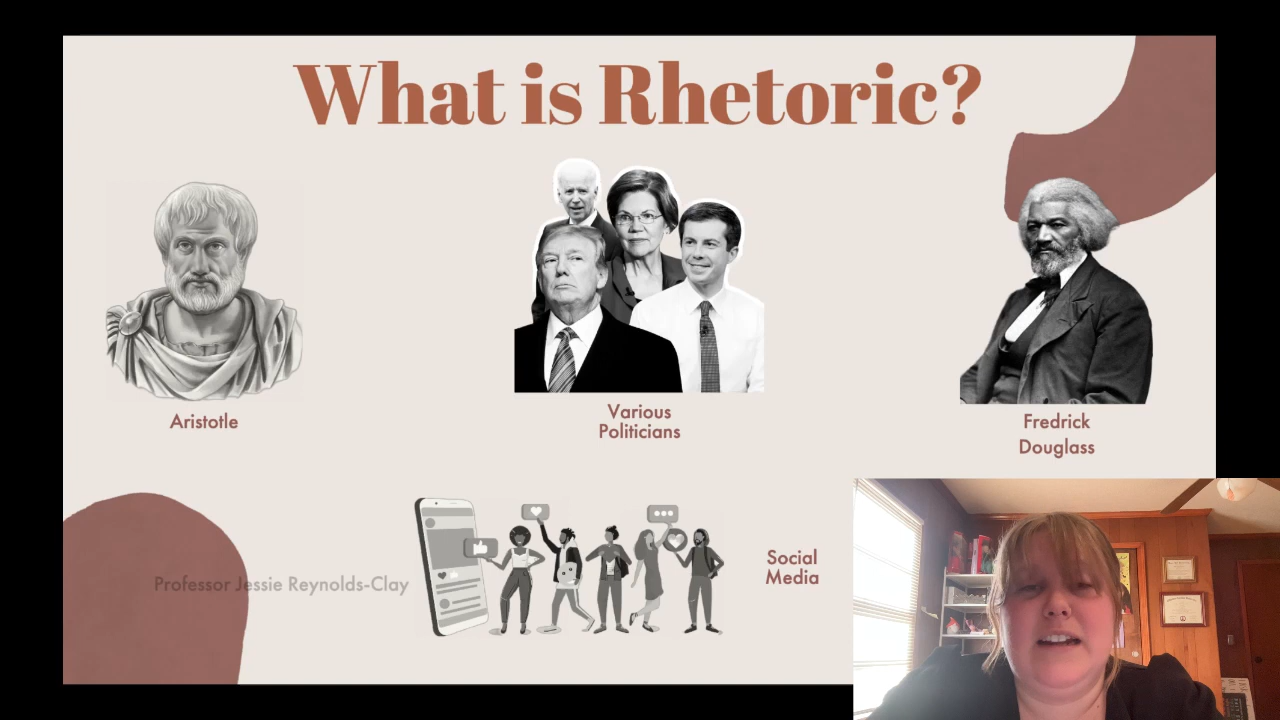 What is Rhetoric?
Aristotle
Various
Politicians
Fredrick
Douglass
Professor Jessie Reynolds-Clay
Social
Media